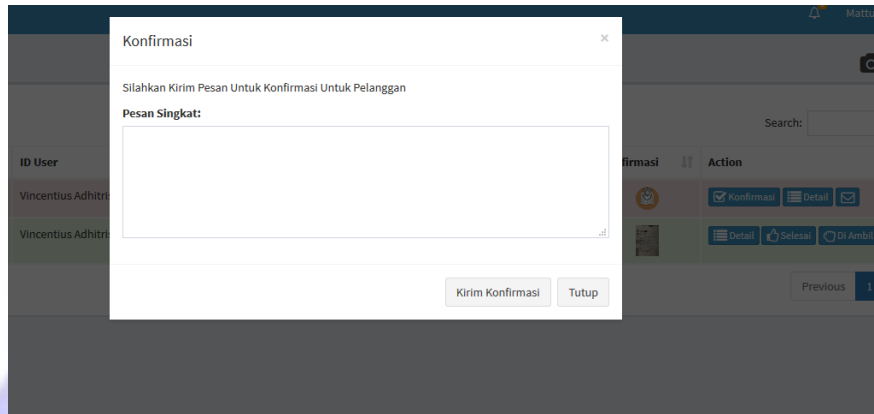 Mattu
Konfirmasi
×
Silahkan Kirim Pesan Untuk Konfirmasi Untuk Pelanggan
Pesan Singkat:
Search:
ID User
firmasi
Action
Vincentius Adhitri
Konfirmasi
Detail
Vincentius Adhitri
Detail
Selesai
Di Ambil
Kirim Konfirmasi
Tutup
Previous
1